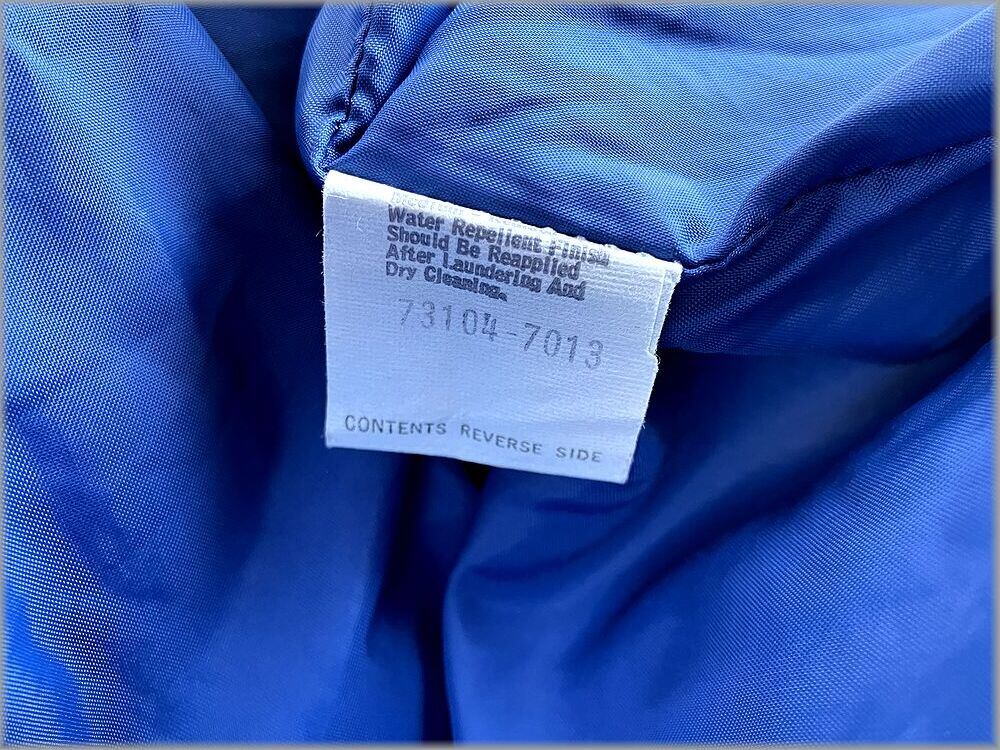 Water Repellent Finish
Should Be Reapplied
After Laundering And
Dry Cleaning.
73104-7013
CONTENTS REVERSE SIDE